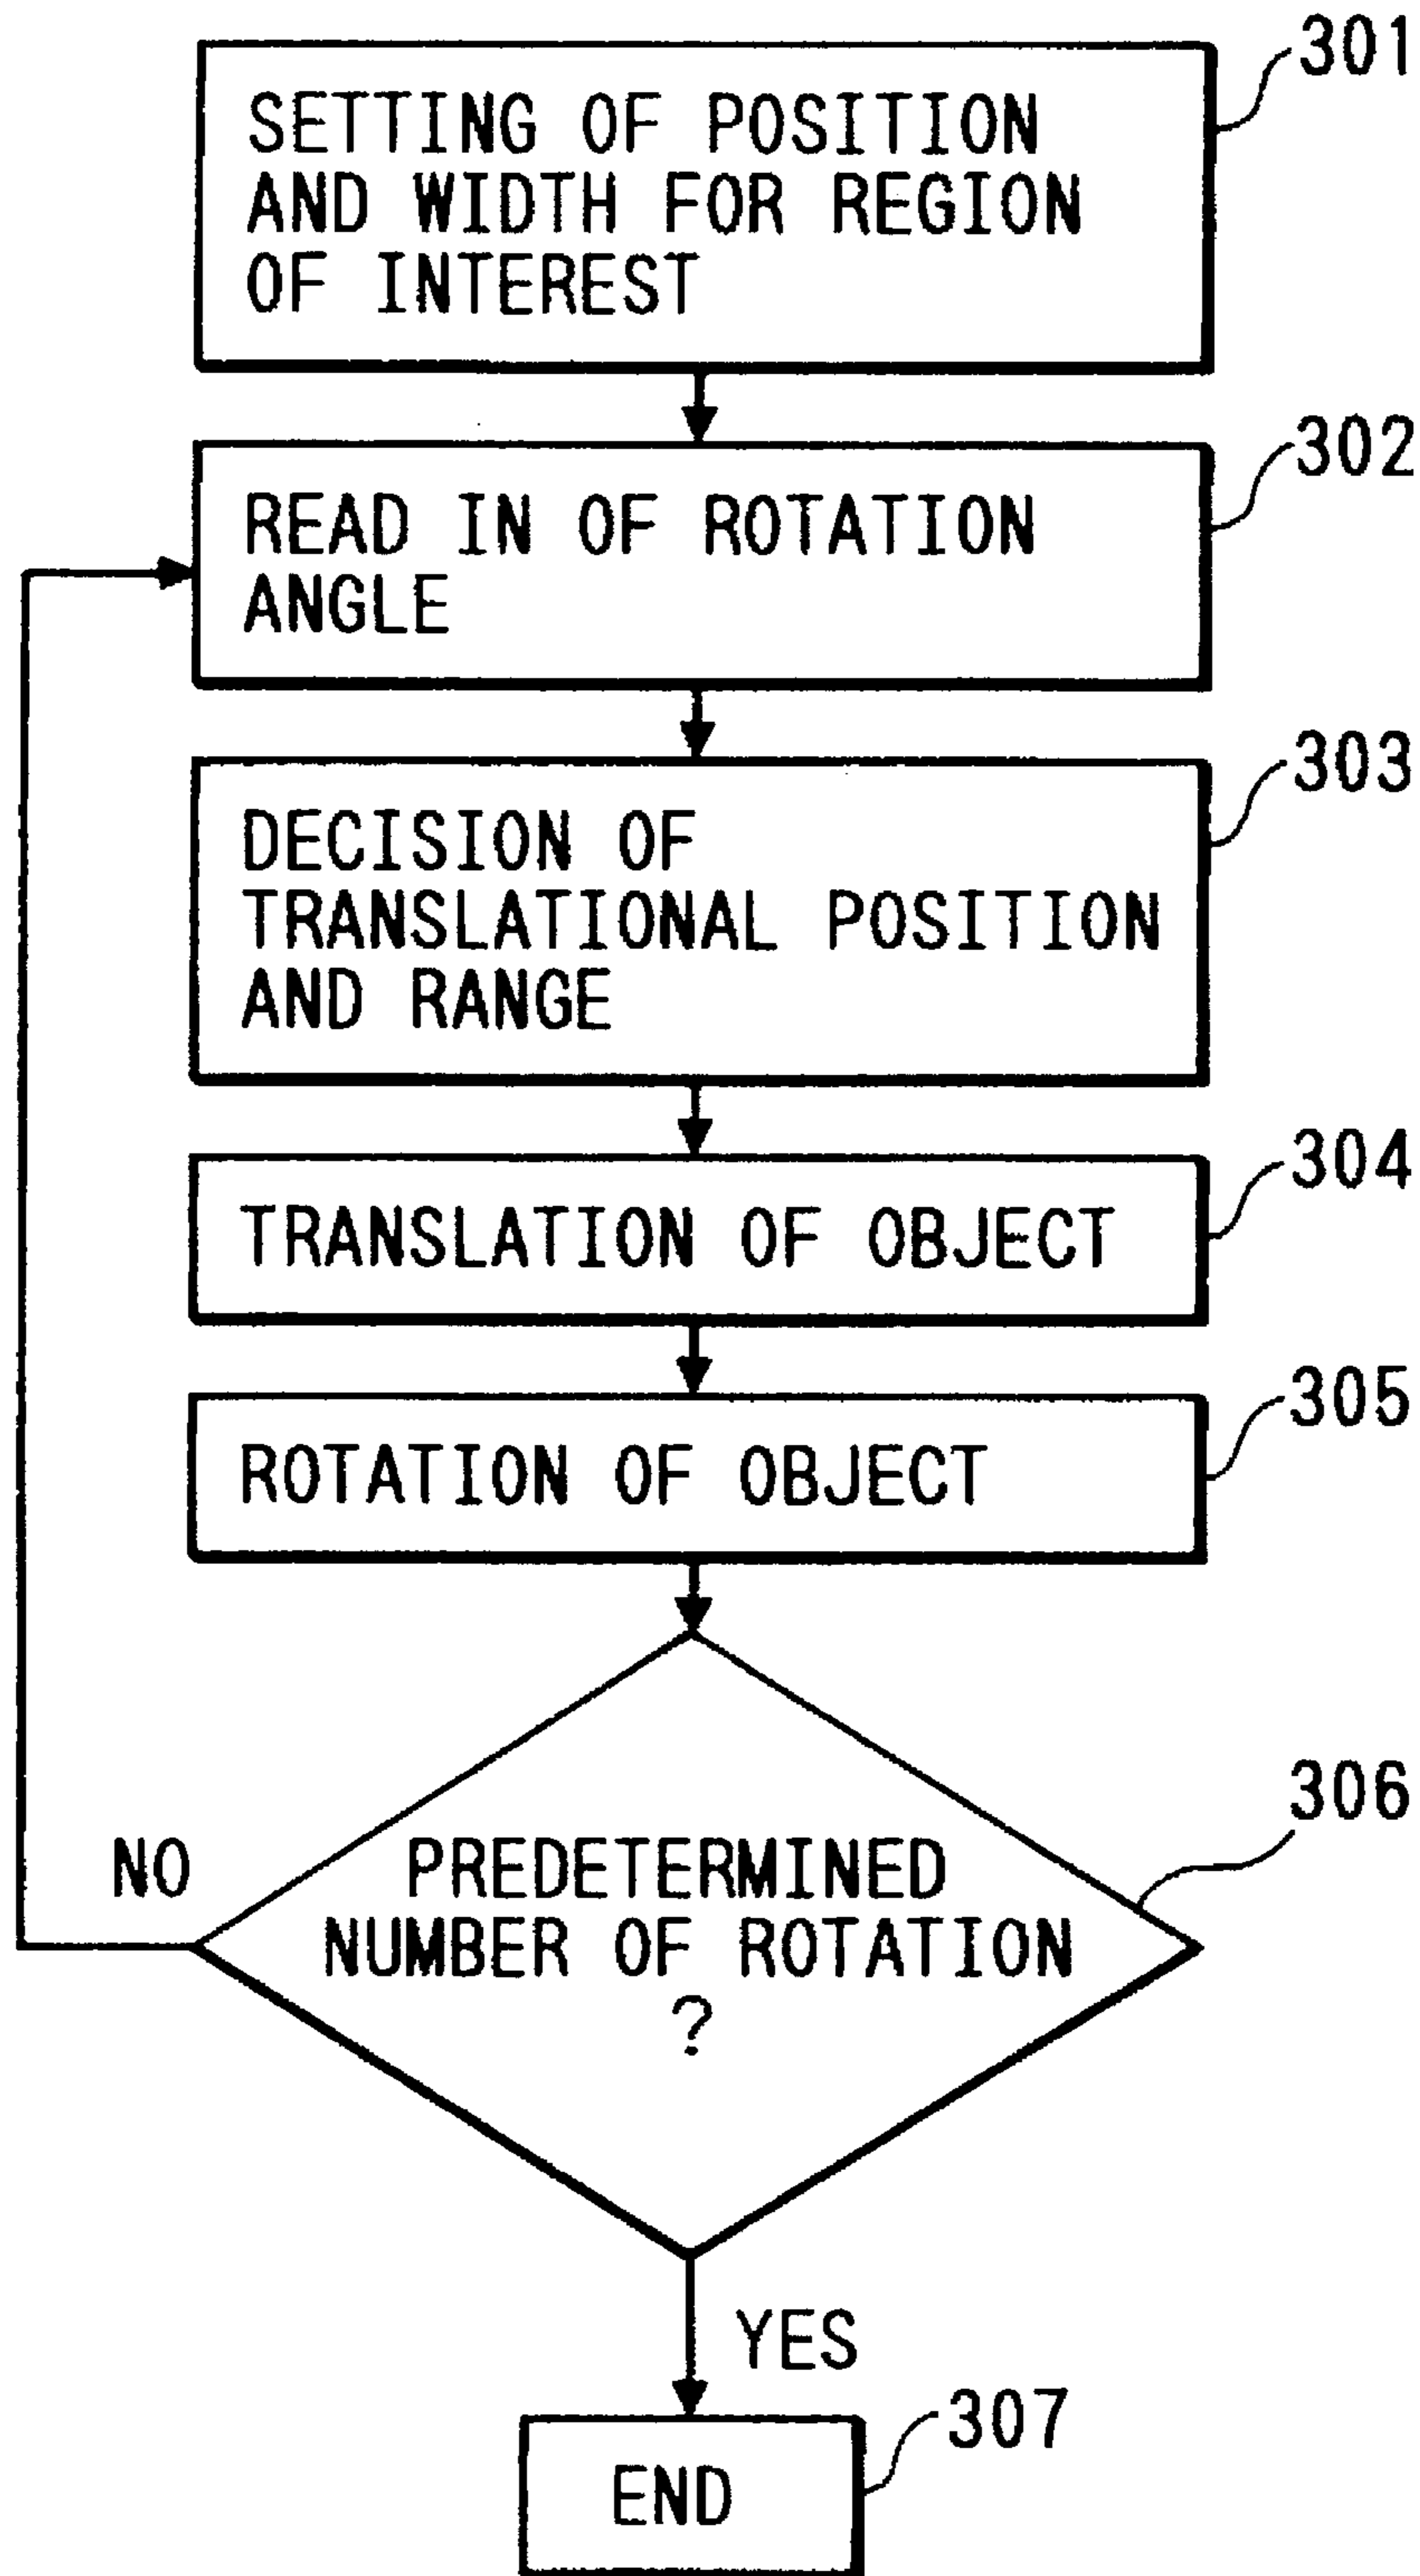 301
SETTING OF POSITION
AND WIDTH FOR REGION
OF INTEREST
302
READ IN OF ROTATION
ANGLE
303
DECISION OF
TRANSLATIONAL POSITION
AND RANGE
304
TRANSLATION OF OBJECT
305
ROTATION OF OBJECT
306
NO
PREDETERMINED
NUMBER OF ROTATION
?
YES
307
END